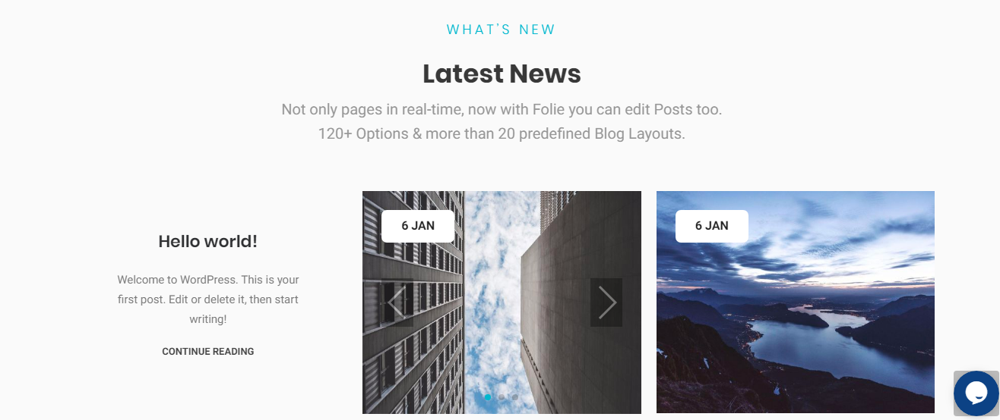 WHAT'S NEW
Latest News
Not only pages in real-time, now with Folie you can edit Posts too.
120+ Options & more than 20 predefined Blog Layouts.
Hello world!
Welcome to WordPress. This is your
first post. Edit or delete it, then start
writing!
CONTINUE READING
6 JAN
6 JAN